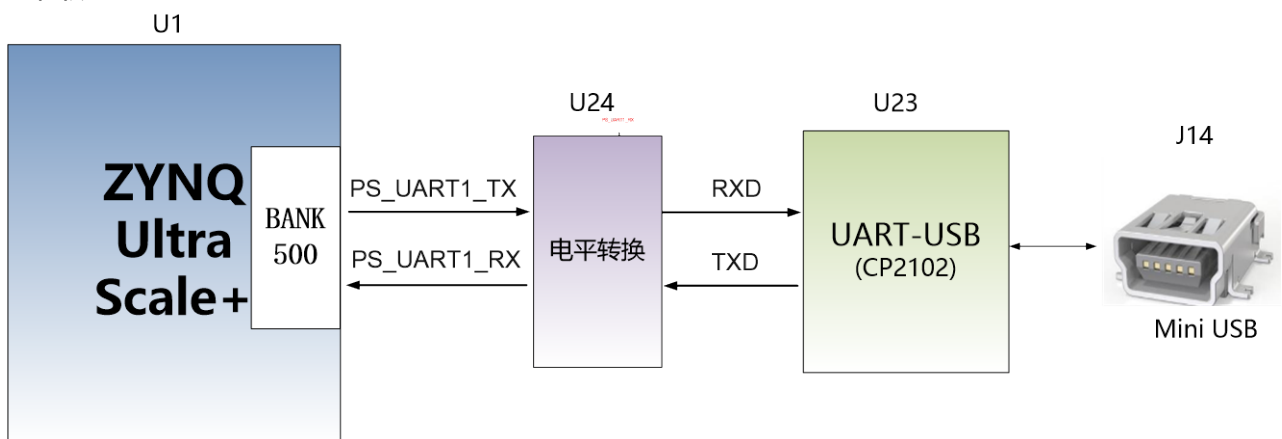 U1
ZYNQ
Ultra
Scale+
BANK
500
PS_UART1_TX
PS_UART1_RX
U24
PS_UART1_RX
电平转换
RXD
TXD
U23
UART-USB
(CP2102)
J14
Mini USB